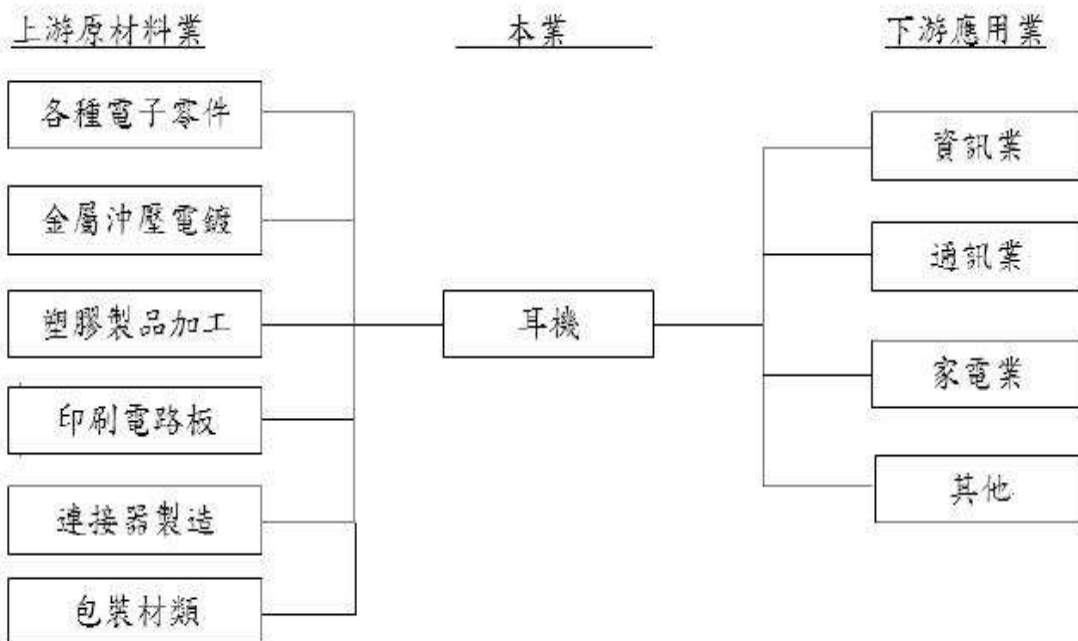 上游原材料業
本業
下游應用業
各種電子零件
金屬沖壓電鍍
塑膠製品加工
印刷電路板
連接器製造
包裝材類
耳機
資訊業
通訊業
家電業
其他